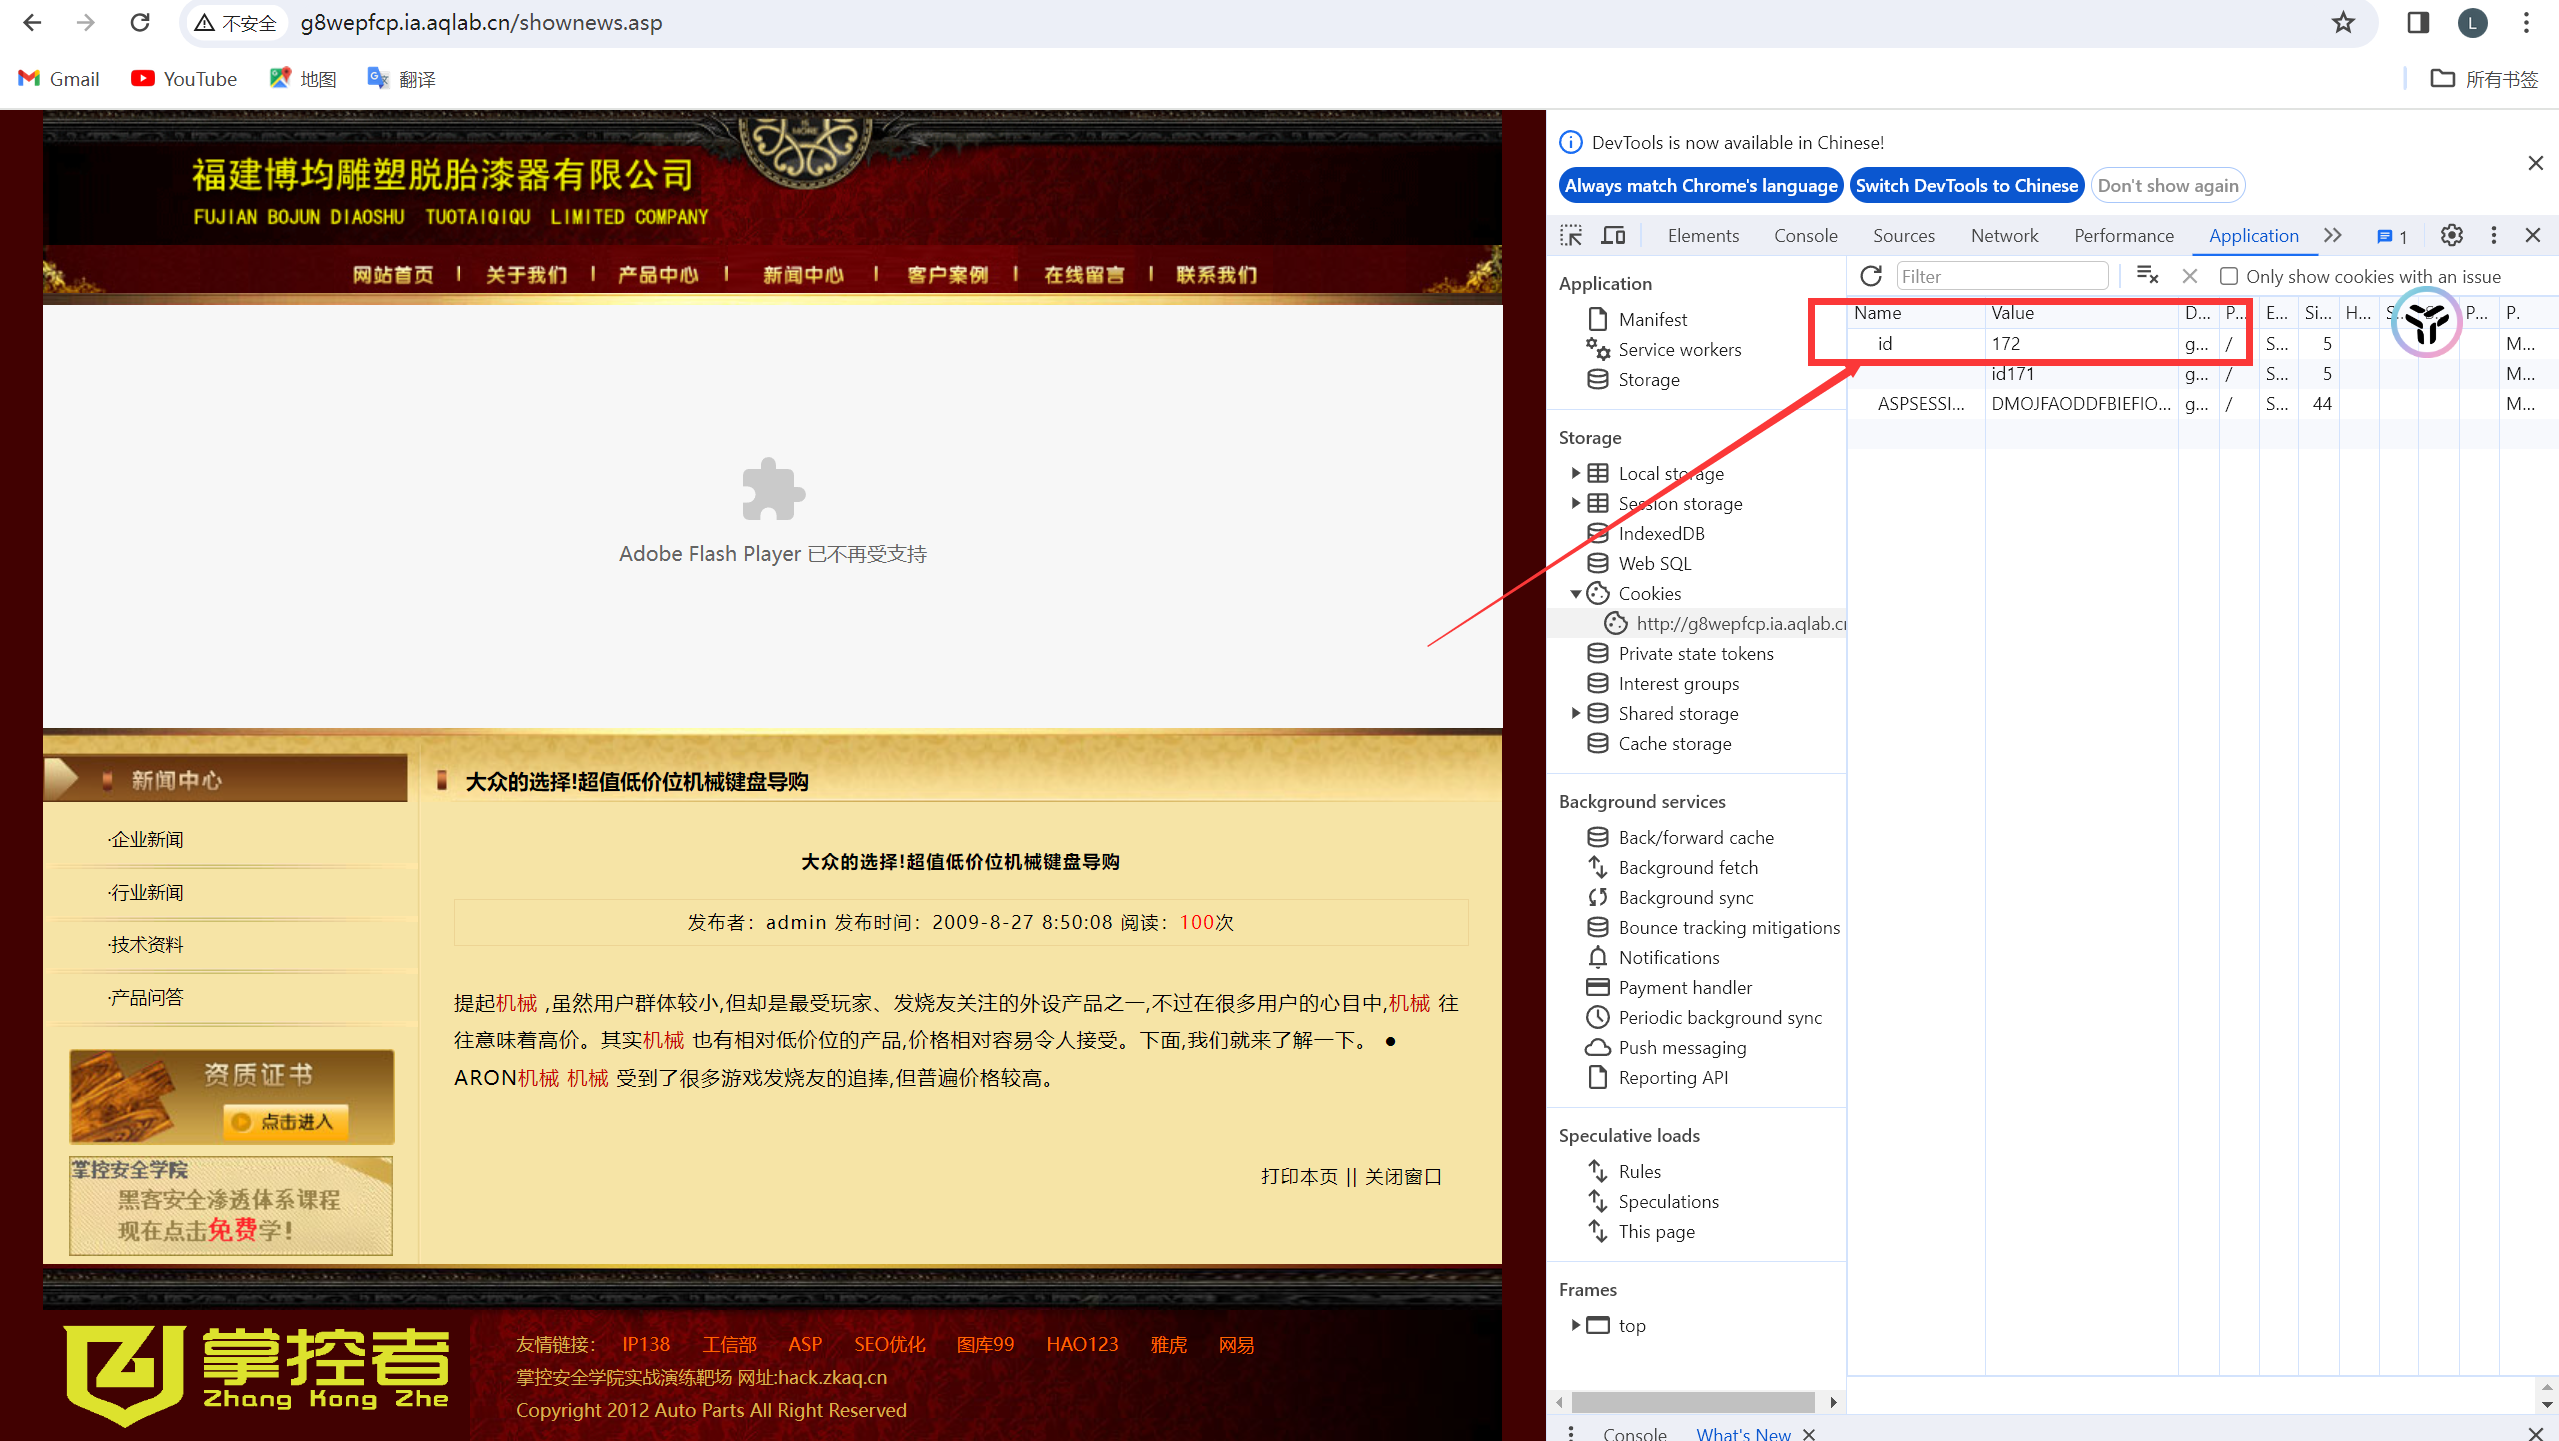 不安全 g8wepfcp.ia.aqlab.cn/shownews.asp L
Gmail YouTube 地图 翻译 所有书签
福建博均雕塑脱胎漆器有限公司
FUJIAN BOJUN DIAOSHU TUOTAIQIQU LIMITED COMPANY
网站首页 | 关于我们 | 产品中心 | 新闻中心 | 客户案例 | 在线留言 | 联系我们
Adobe Flash Player 已不再受支持
新闻中心
·企业新闻
·行业新闻
·技术资料
·产品问答
资质证书
点击进入
掌控安全学院
黑客安全渗透体系课程
现在点击免费学！
大众的选择!超值低价位机械键盘导购
大众的选择!超值低价位机械键盘导购
发布者：admin 发布时间：2009-8-27 8:50:08 阅读：100次
提起机械 ,虽然用户群体较小,但却是最受玩家、发烧友关注的外设产品之一,不过在很多用户的心目中,机械 往
往意味着高价。其实机械 也有相对低价位的产品,价格相对容易令人接受。下面,我们就来了解一下。 ●
ARON机械 机械 受到了很多游戏发烧友的追捧,但普遍价格较高。
打印本页 || 关闭窗口
掌控者
Zhang Kong Zhe
友情链接： IP138 工信部 ASP SEO优化 图库99 HAO123 雅虎 网易
掌控安全学院实战演练靶场 网址:hack.zkaq.cn
Copyright 2012 Auto Parts All Right Reserved
DevTools is now available in Chinese!
Always match Chrome's language Switch DevTools to Chinese Don't show again
Elements Console Sources Network Performance Application 1
Application
Manifest
Service workers
Storage
Storage
Local storage
Session storage
IndexedDB
Web SQL
Cookies
http://g8wepfcp.ia.aqlab.c
Private state tokens
Interest groups
Shared storage
Cache storage
Background services
Back/forward cache
Background fetch
Background sync
Bounce tracking mitigations
Notifications
Payment handler
Periodic background sync
Push messaging
Reporting API
Speculative loads
Rules
Speculations
This page
Frames
top
Filter Only show cookies with an issue
Name Value D... P... E... Si... H... S... P... P.
id 172 g... / S... 5 M...
id171 g... / S... 5 M...
ASPSESSI... DMOJFAODDFBIEFIO... g... / S... 44 M...
Console What's New